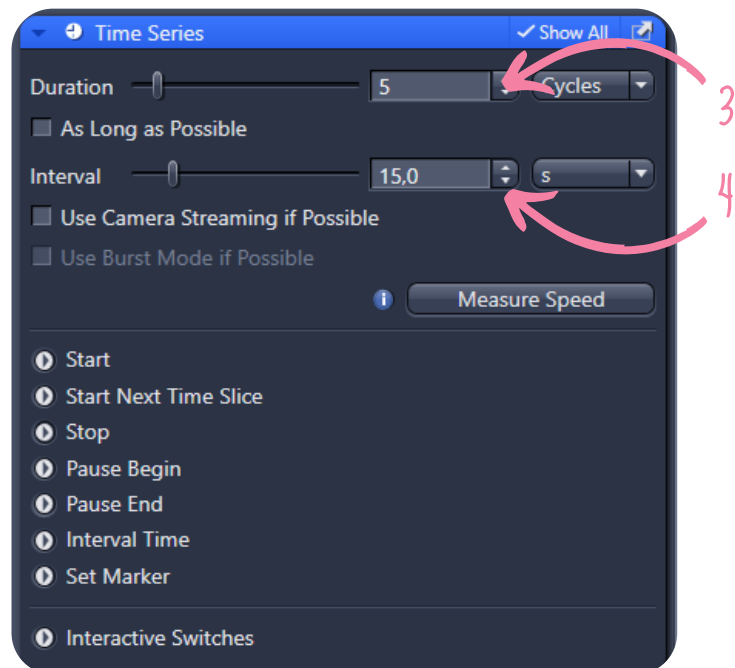 Time Series Show All
Duration 5 Cycles
3
As Long as Possible
Interval 15,0 s
4
Use Camera Streaming if Possible
Use Burst Mode if Possible
i Measure Speed
Start
Start Next Time Slice
Stop
Pause Begin
Pause End
Interval Time
Set Marker
Interactive Switches